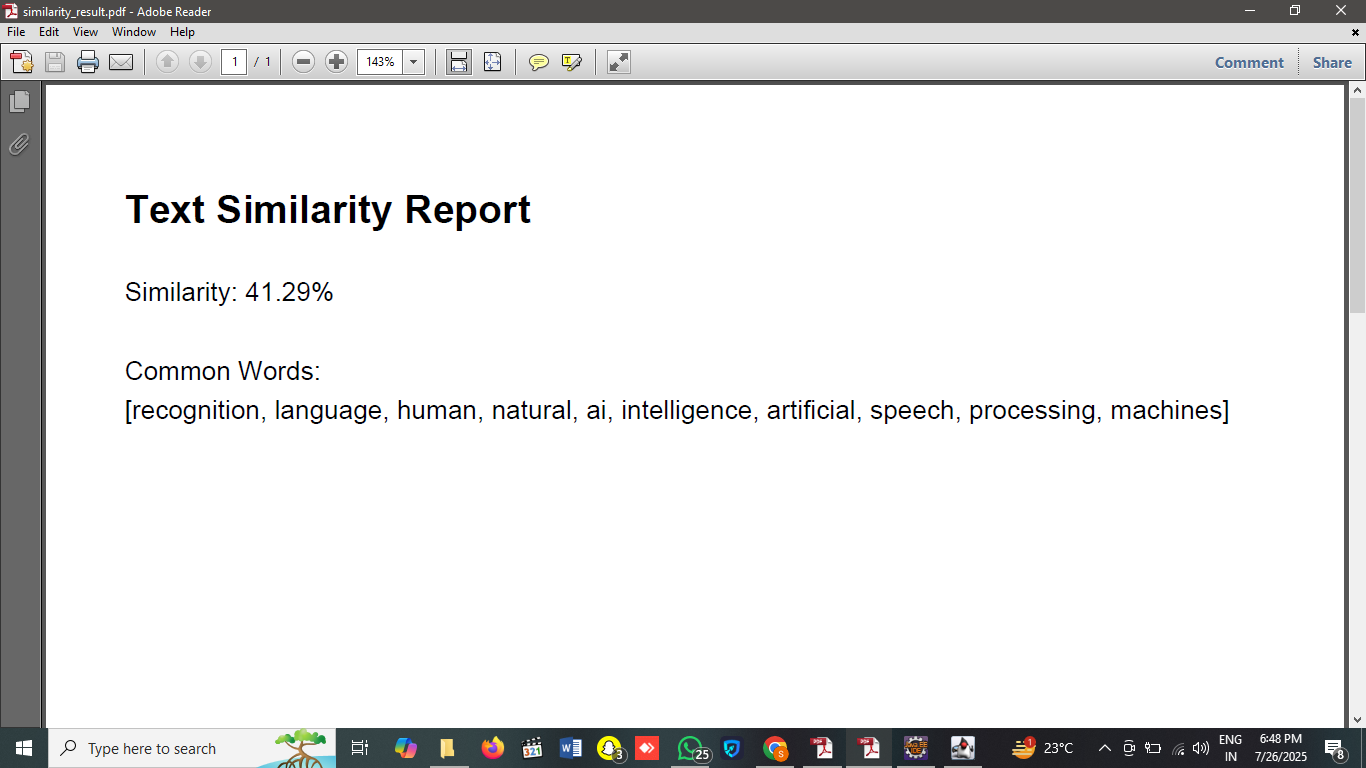 similarity_result.pdf - Adobe Reader
File Edit View Window Help
1 / 1 143% Comment Share
Text Similarity Report
Similarity: 41.29%
Common Words:
[recognition, language, human, natural, ai, intelligence, artificial, speech, processing, machines]
Type here to search
321
W
3
25
S
23°C
1
ENG
IN
6:48 PM
7/26/2025
8